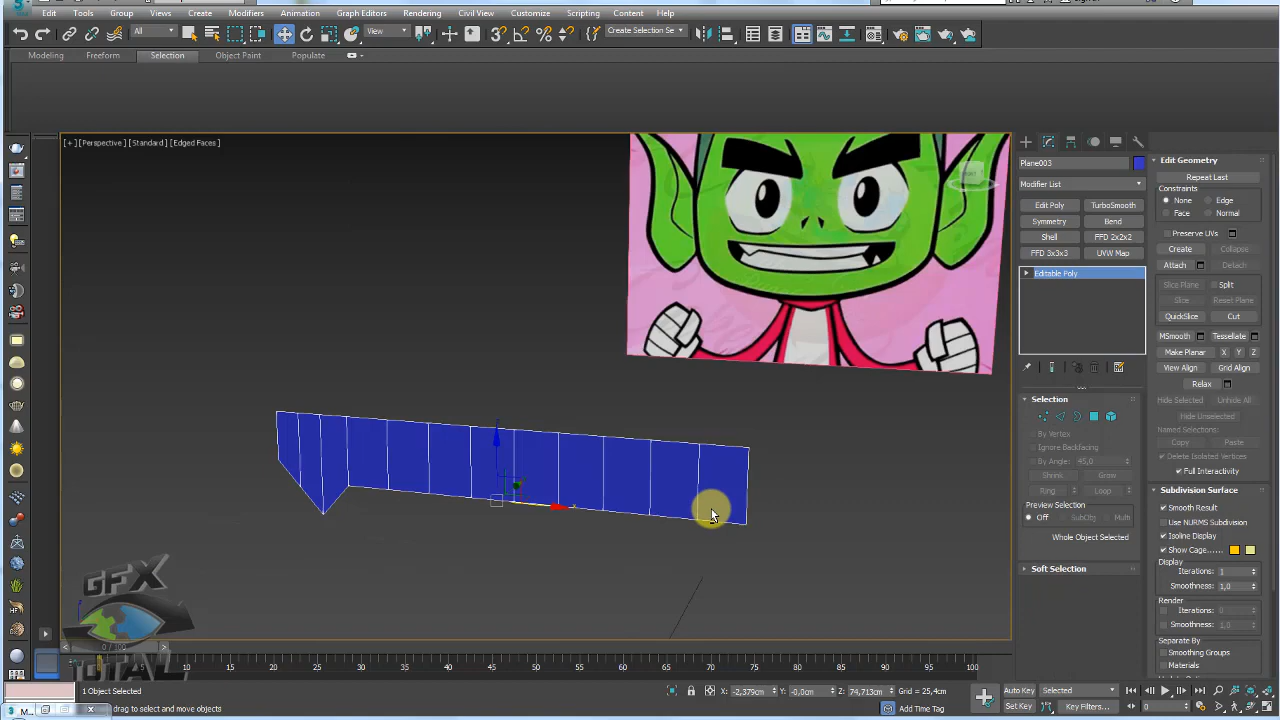 Edit Tools Group Views Create Modifiers Animation Graph Editors Rendering Civil View Customize Scripting Content Help
All View Create Selection Se
Modeling Freeform Selection Object Paint Populate
[+] [Perspective] [Standard] [Edged Faces]
Plane003
Modifier List
Edit Poly TurboSmooth
Symmetry Bend
Shell FFD 2x2x2
FFD 3x3x3 UVW Map
Editable Poly
Selection
By Vertex
Ignore Backfacing
By Angle: 45,0
Shrink Grow
Ring Loop
Preview Selection
Off SubObj Multi
Whole Object Selected
Soft Selection
Edit Geometry
Repeat Last
Constraints
None Edge
Face Normal
Preserve UVs
Create Collapse
Attach Detach
Slice Plane Split
Slice Reset Plane
QuickSlice Cut
MSmooth Tessellate
Make Planar X Y Z
View Align Grid Align
Relax
Hide Selected Unhide All
Hide Unselected
Named Selections:
Copy Paste
Delete Isolated Vertices
Full Interactivity
Subdivision Surface
Smooth Result
Use NURMS Subdivision
Isoline Display
Show Cage......
Display
Iterations: 1
Smoothness: 1,0
Render
Iterations: 0
Smoothness: 1,0
Separate By
Smoothing Groups
Materials
x
GFX
TOTAL
0 / 100
15 20 25 30 35 40 45 50 55 60 65 70 75 80 85 90 95 100
1 Object Selected X: -2,379cm Y: -0,0cm Z: 74,713cm Grid = 25,4cm Auto Key Selected
drag to select and move objects Add Time Tag Set Key Key Filters... 0